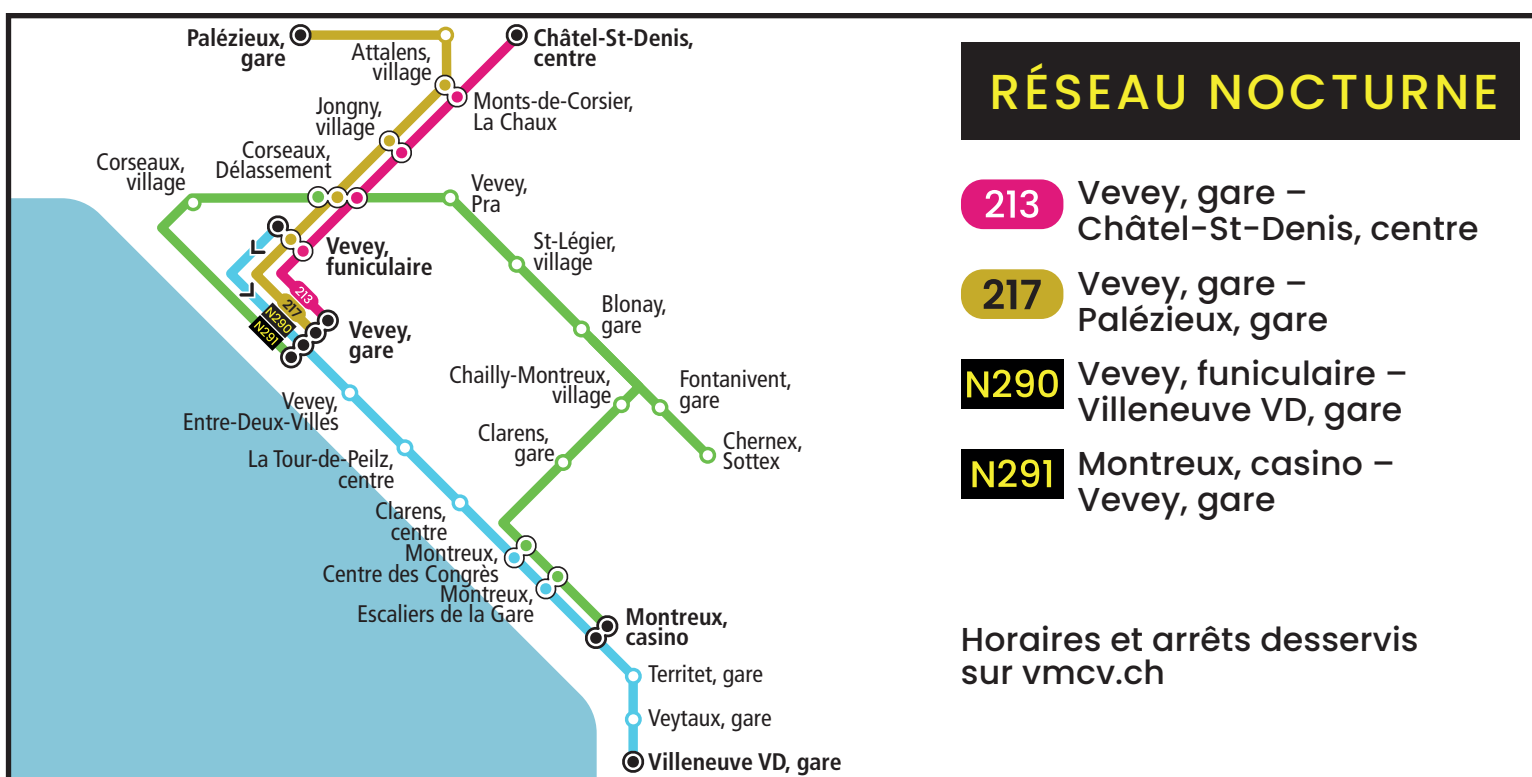 Palézieux,
gare
Attalens,
village
Châtel-St-Denis,
centre
Jongny,
village
Monts-de-Corsier,
La Chaux
Corseaux,
village
Corseaux,
Délassement
Vevey,
Pra
Vevey,
funiculaire
St-Légier,
village
213
217
N290
N291
Vevey,
gare
Blonay,
gare
Vevey,
Entre-Deux-Villes
Chailly-Montreux,
village
Fontanivent,
gare
La Tour-de-Peilz,
centre
Clarens,
gare
Chernex,
Sottex
Clarens,
centre
Montreux,
Centre des Congrès
Montreux,
Escaliers de la Gare
Montreux,
casino
Territet, gare
Veytaux, gare
Villeneuve VD, gare
RÉSEAU NOCTURNE
213 Vevey, gare –
Châtel-St-Denis, centre
217 Vevey, gare –
Palézieux, gare
N290 Vevey, funiculaire –
Villeneuve VD, gare
N291 Montreux, casino –
Vevey, gare
Horaires et arrêts desservis
sur vmcv.ch